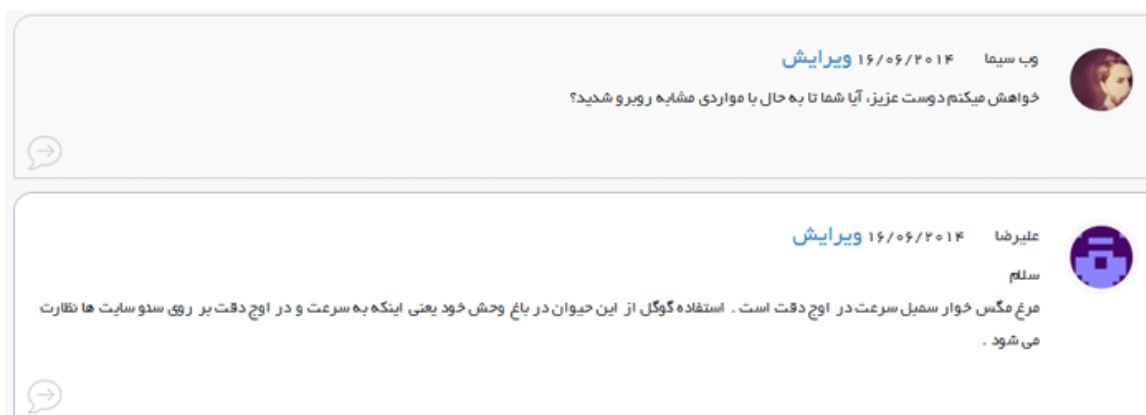 وب سیما ۱۶/۰۶/۲۰۱۴ ویرایش
خواهش میکنم دوست عزیز، آیا شما تا به حال با مواردی مشابه روبرو شدید؟
علیرضا ۱۶/۰۶/۲۰۱۴ ویرایش
سلام
مرغ مگس خوار سمبل سرعت در اوج دقت است . استفاده گوگل از این حیوان در باغ وحش خود یعنی اینکه به سرعت و در اوج دقت بر روی سئو سایت ها نظارت
می شود .